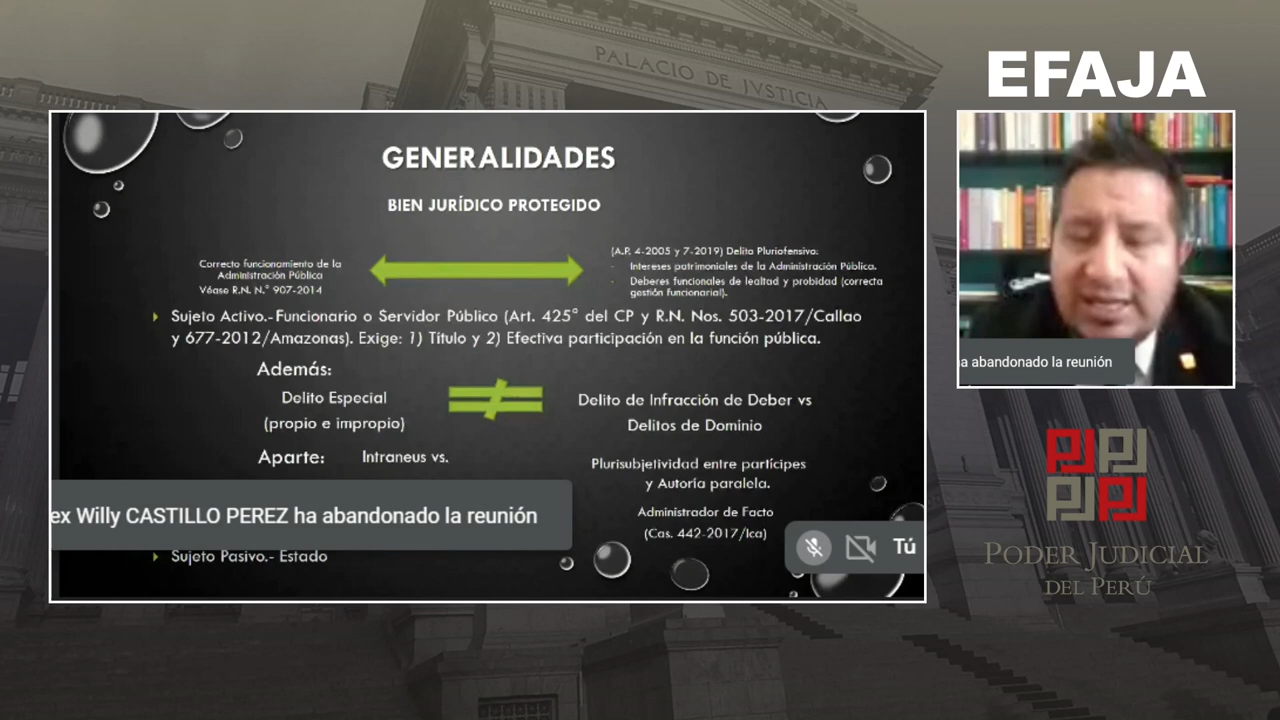 PALACIO DE JVSTICIA
EFAJA
GENERALIDADES
BIEN JURÍDICO PROTEGIDO
Correcto funcionamiento de la
Administración Pública
Véase R.N. N.° 907-2014
(A.P. 4-2005 y 7-2019) Delito Pluriofensivo:
- Intereses patrimoniales de la Administración Pública.
- Deberes funcionales de lealtad y probidad (correcta
gestión funcionarial).
Sujeto Activo.- Funcionario o Servidor Público (Art. 425° del CP y R.N. Nos. 503-2017/Callao
y 677-2012/Amazonas). Exige: 1) Título y 2) Efectiva participación en la función pública.
Además:
Delito Especial
(propio e impropio)
Delito de Infracción de Deber vs
Delitos de Dominio
Aparte: Intraneus vs.
Plurisubjetividad entre partícipes
y Autoría paralela.
Administrador de Facto
(Cas. 442-2017/Ica)
ex Willy CASTILLO PEREZ ha abandonado la reunión
Sujeto Pasivo.- Estado
Tú
a abandonado la reunión
PJ PJ
PJ PJ
PODER JUDICIAL
DEL PERÚ